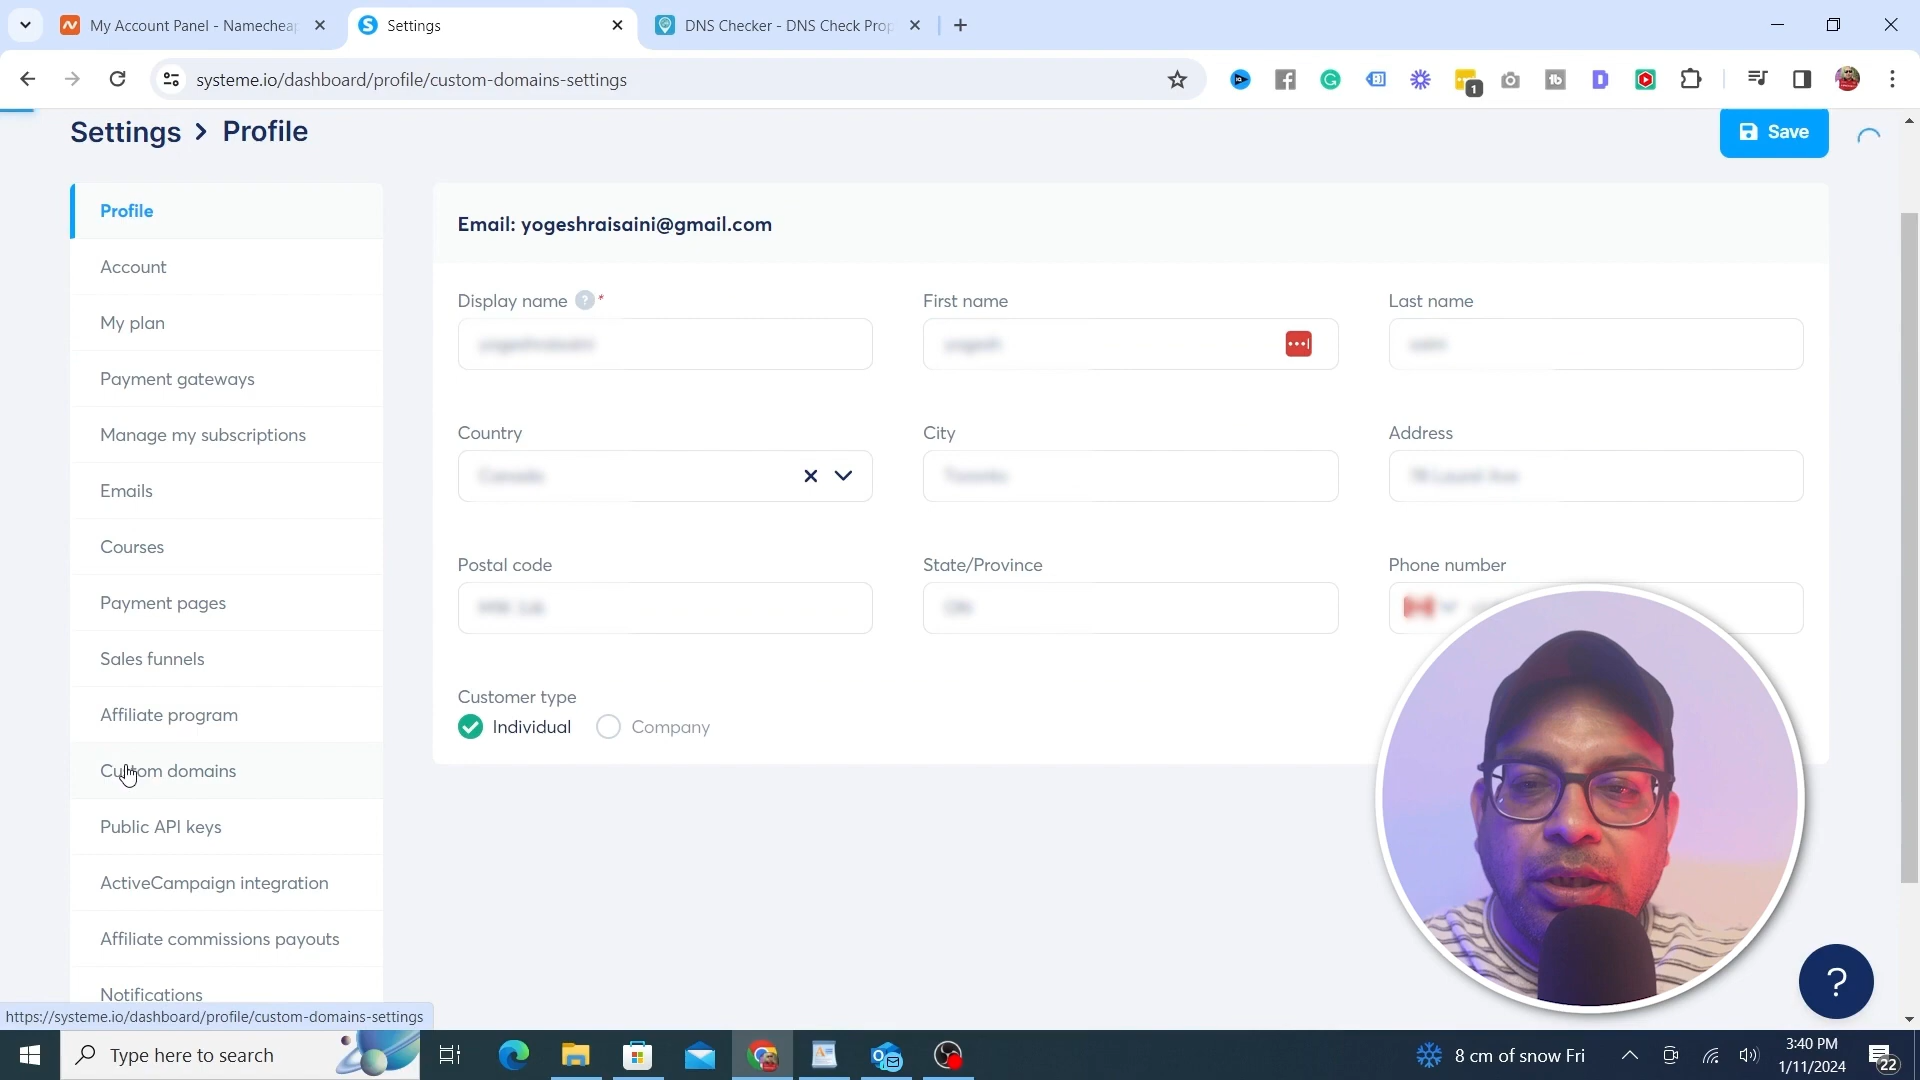 My Account Panel - Namecheap
Settings
DNS Checker - DNS Check Prop
systeme.io/dashboard/profile/custom-domains-settings
1
Settings > Profile
Save
Profile
Account
My plan
Payment gateways
Manage my subscriptions
Emails
Courses
Payment pages
Sales funnels
Affiliate program
Custom domains
Public API keys
ActiveCampaign integration
Affiliate commissions payouts
Notifications
Email: yogeshraisaini@gmail.com
Display name ? *
First name
Last name
Country
City
Address
Postal code
State/Province
Phone number
Customer type
Individual
Company
?
https://systeme.io/dashboard/profile/custom-domains-settings
Type here to search
8 cm of snow Fri
3:40 PM
1/11/2024
22